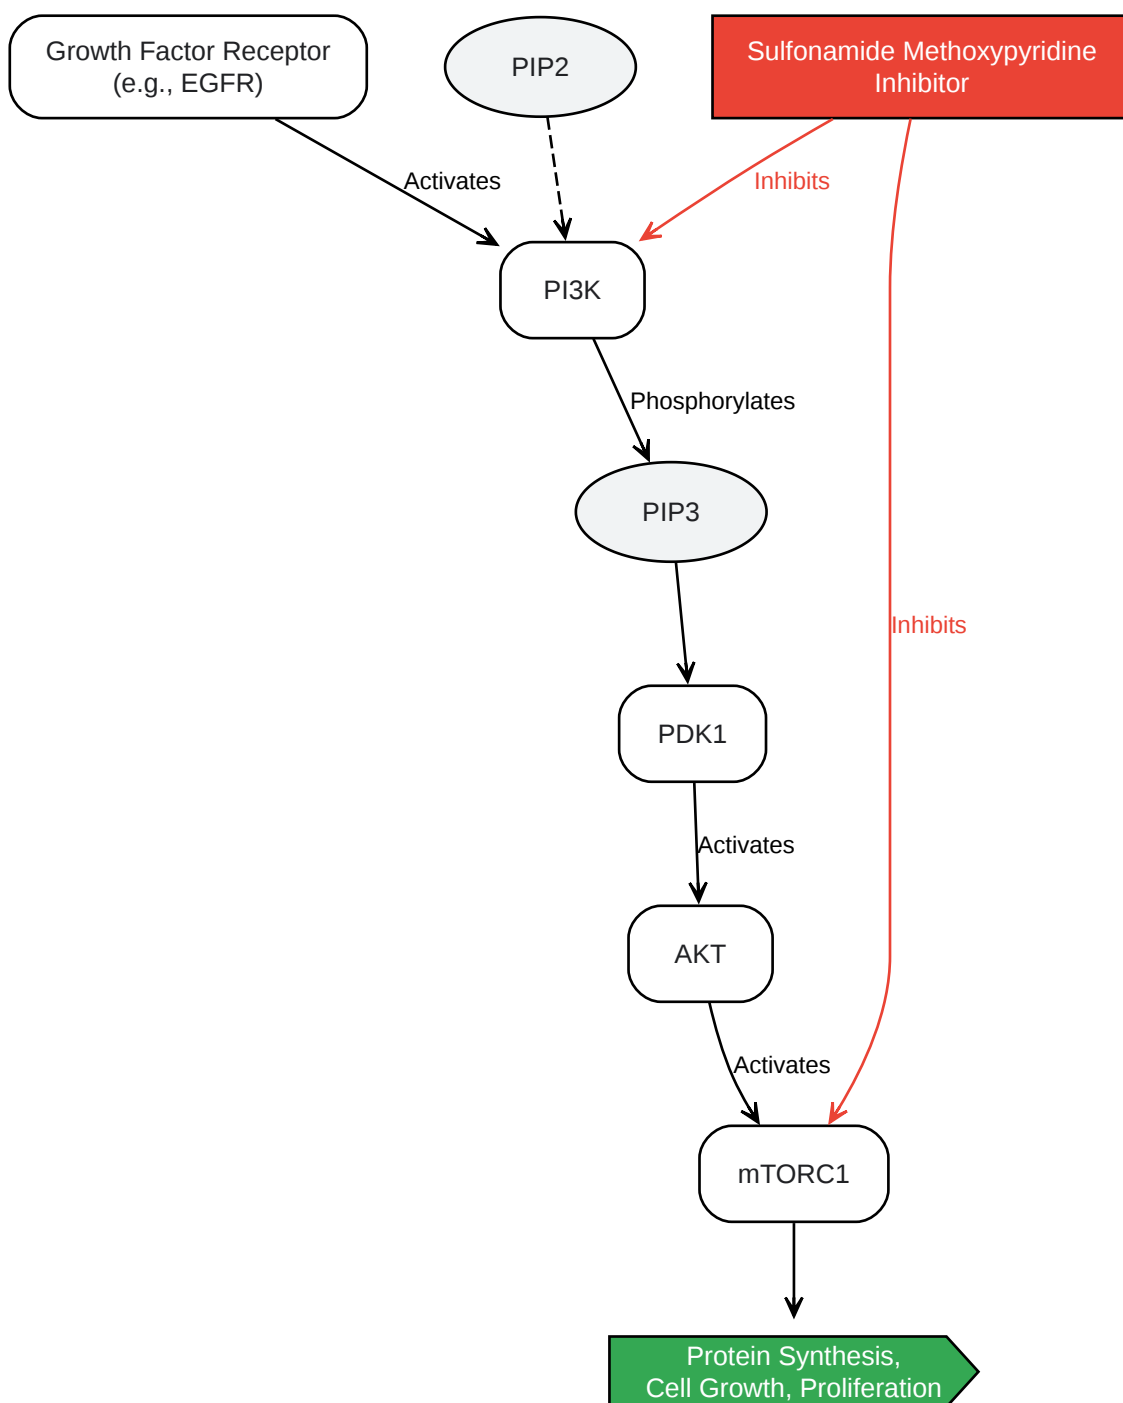 Growth Factor Receptor
(e.g., EGFR)
PIP2
Sulfonamide Methoxypyridine
Inhibitor
Activates
Inhibits
PI3K
Phosphorylates
PIP3
Inhibits
PDK1
Activates
AKT
Activates
mTORC1
Protein Synthesis,
Cell Growth, Proliferation